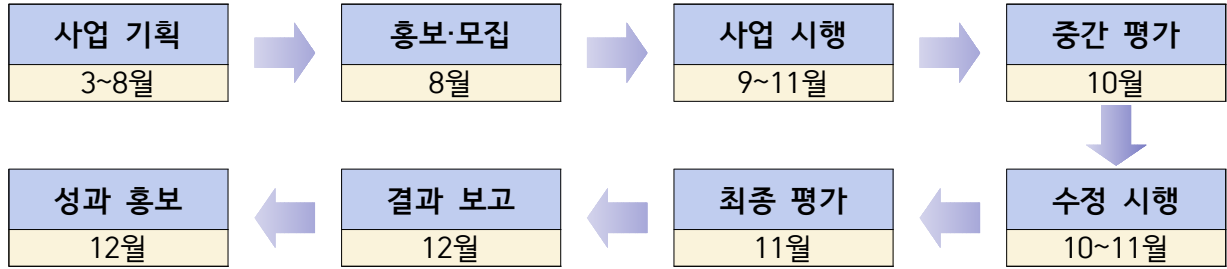 사업 기획
3~8월
홍보·모집
8월
사업 시행
9~11월
중간 평가
10월
수정 시행
10~11월
최종 평가
11월
결과 보고
12월
성과 홍보
12월